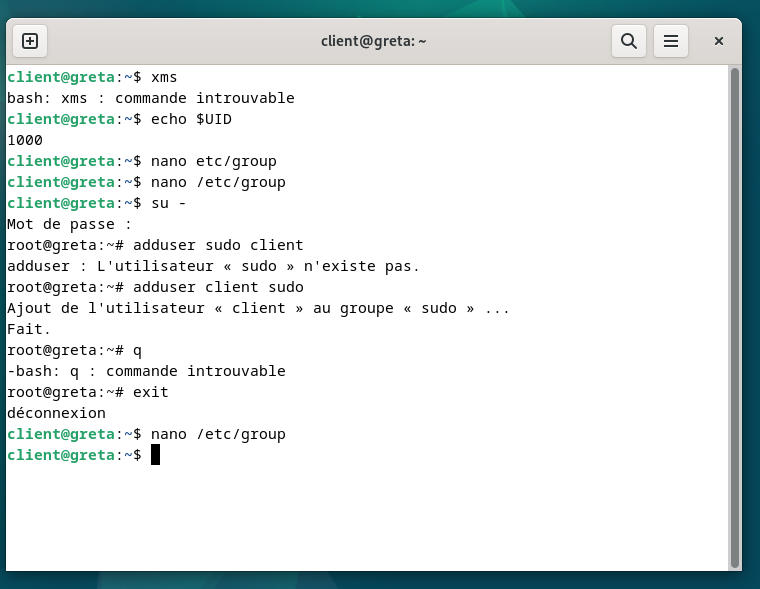 client@greta: ~
client@greta:~$ xms
bash: xms : commande introuvable
client@greta:~$ echo $UID
1000
client@greta:~$ nano etc/group
client@greta:~$ nano /etc/group
client@greta:~$ su -
Mot de passe :
root@greta:~# adduser sudo client
adduser : L'utilisateur « sudo » n'existe pas.
root@greta:~# adduser client sudo
Ajout de l'utilisateur « client » au groupe « sudo » ...
Fait.
root@greta:~# q
-bash: q : commande introuvable
root@greta:~# exit
déconnexion
client@greta:~$ nano /etc/group
client@greta:~$